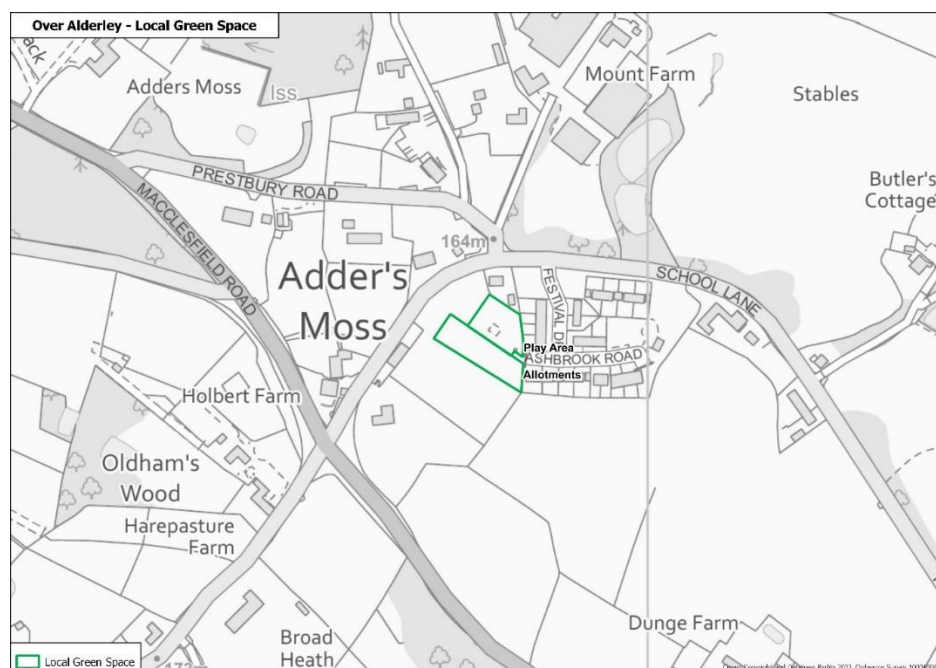 Over Alderley - Local Green Space
Adders Moss
Iss
Mount Farm
Stables
PRESTBURY ROAD
Butler's
Cottage
MACCLESFIELD ROAD
164m
SCHOOL LANE
Adder's
Moss
Play Area
ASHBROOK ROAD
Allotments
Holbert Farm
Oldham's
Wood
Harepasture
Farm
Dunge Farm
Broad
Heath
Local Green Space